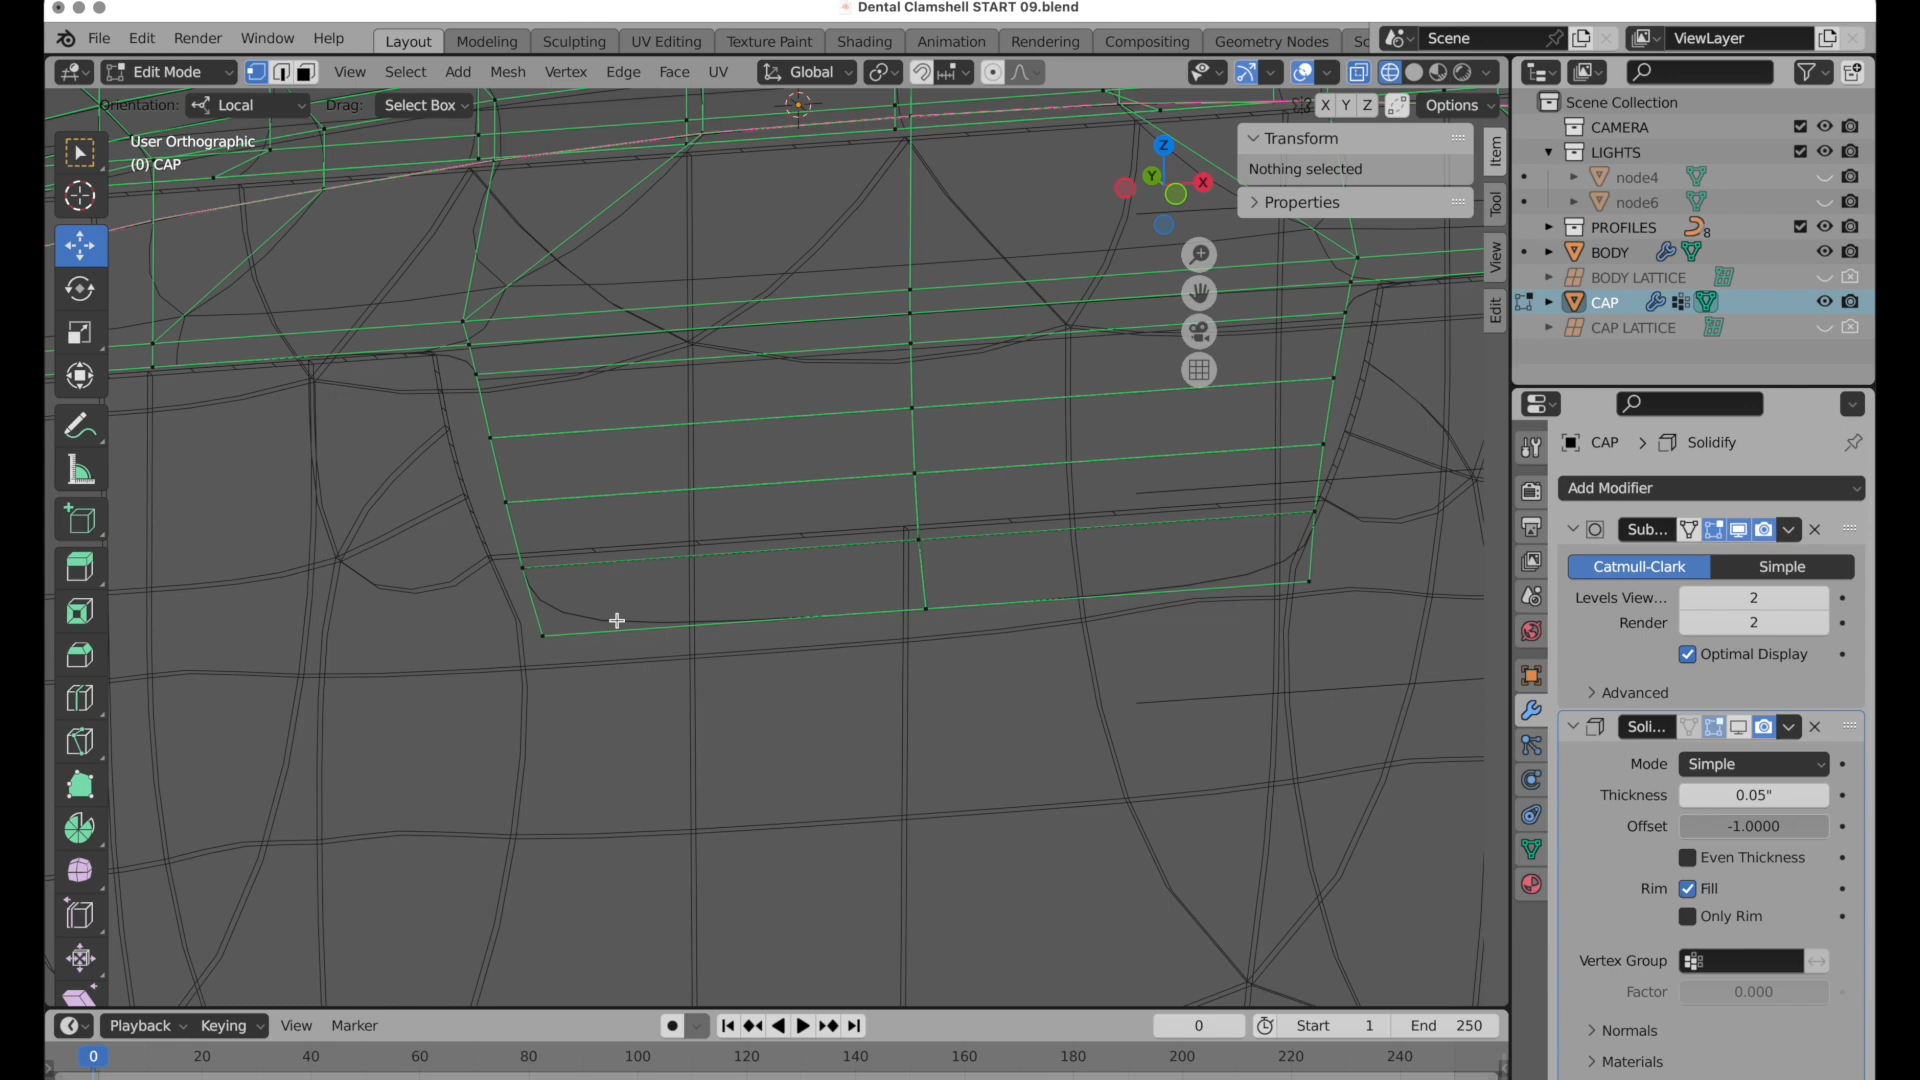 Dental Clamshell START 09.blend
File Edit Render Window Help Layout Modeling Sculpting UV Editing Texture Paint Shading Animation Rendering Compositing Geometry Nodes Sc Scene ViewLayer
Edit Mode View Select Add Mesh Vertex Edge Face UV Global
Orientation: Local Drag: Select Box X Y Z Options
User Orthographic
(0) CAP
Z
Y
X
Transform
Nothing selected
Properties
Item
Tool
View
Edit
Scene Collection
CAMERA
LIGHTS
node4
node6
PROFILES 8
BODY
BODY LATTICE
CAP
CAP LATTICE
CAP > Solidify
Add Modifier
Sub...
Catmull-Clark Simple
Levels View... 2
Render 2
Optimal Display
Advanced
Soli...
Mode Simple
Thickness 0.05"
Offset -1.0000
Even Thickness
Rim Fill
Only Rim
Vertex Group
Factor 0.000
Normals
Materials
Playback Keying View Marker 0 Start 1 End 250
0 20 40 60 80 100 120 140 160 180 200 220 240